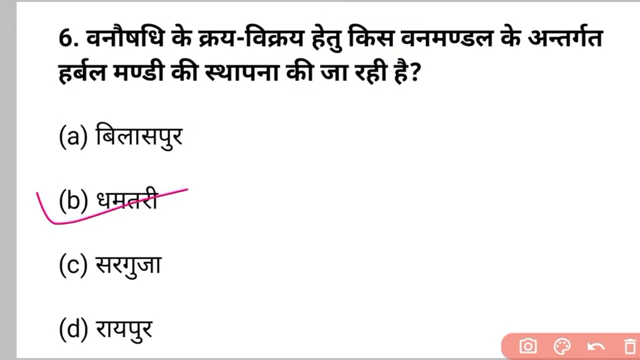 6. वनौषधि के क्रय-विक्रय हेतु किस वनमण्डल के अन्तर्गत
हर्बल मण्डी की स्थापना की जा रही है?
(a) बिलासपुर
(b) धमतरी
(c) सरगुजा
(d) रायपुर